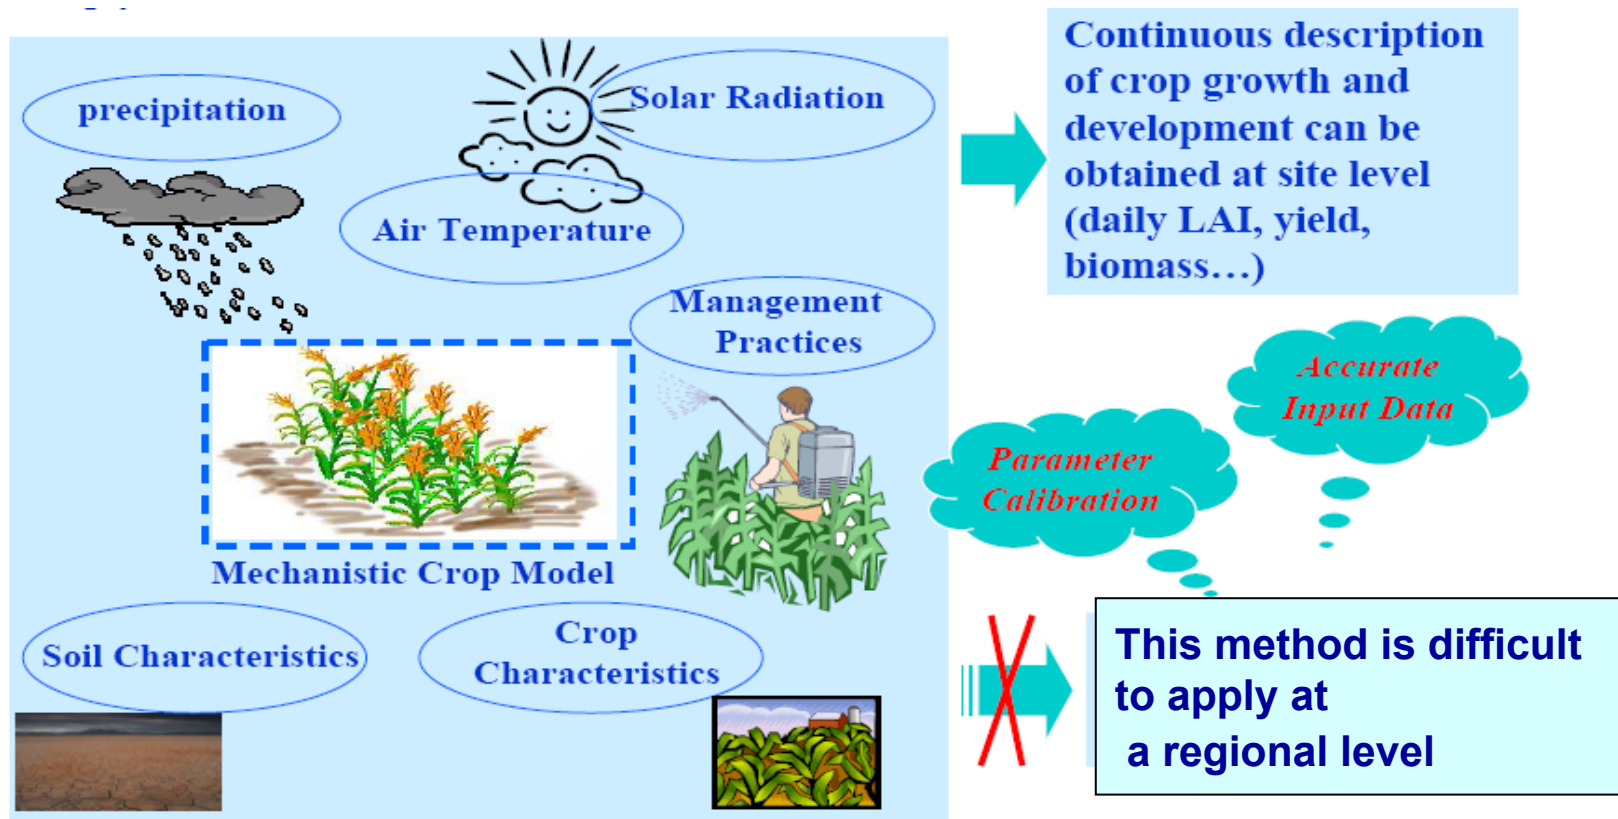 precipitation
Solar Radiation
Air Temperature
Management
Practices
Mechanistic Crop Model
Soil Characteristics
Crop
Characteristics
Continuous description
of crop growth and
development can be
obtained at site level
(daily LAI, yield,
biomass…)
Accurate
Input Data
Parameter
Calibration
This method is difficult
to apply at
a regional level